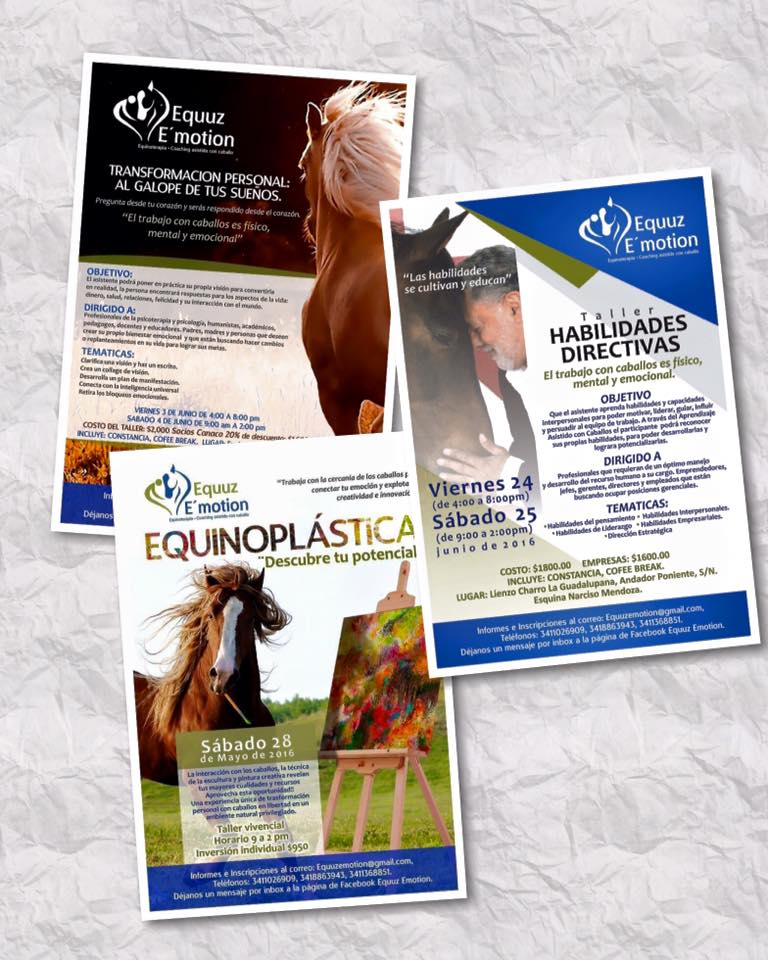 Equuz
E´motion
Equinoterapia • Coaching asistido con caballo
TRANSFORMACION PERSONAL:
AL GALOPE DE TUS SUEÑOS.
Pregunta desde tu corazón y serás respondido desde el corazón.
“El trabajo con caballos es físico,
mental y emocional”
OBJETIVO:
El asistente podrá poner en práctica su propia visión para convertirla
en realidad, la persona encontrará respuestas para los aspectos de la vida:
dinero, salud, relaciones, felicidad y su interacción con el mundo.
DIRIGIDO A:
Profesionales de la psicoterapia y psicología, humanistas, académicos,
pedagogos, docentes y educadores. Padres, madres y personas que deseen
crear su propio bienestar emocional y que están buscando hacer cambios
o replanteamientos en su vida para lograr sus metas.
TEMATICAS:
Clarifica una visión y haz un escrito.
Crea un collage de visión.
Desarrolla un plan de manifestación.
Conecta con la inteligencia universal
Retira los bloqueos emocionales.
VIERNES 3 DE JUNIO DE 4:00 A 8:00 pm
SABADO 4 DE JUNIO DE 9:00 am A 2:00 pm
COSTO DEL TALLER: $2,000 Socios Canaco 20% de descuento:
INCLUYE: CONSTANCIA, COFEE BREAK.
Déjanos
Equuz
E´motion
Equinoterapia • Coaching asistido con caballo
“Las habilidades
se cultivan y educan”
Taller
HABILIDADES
DIRECTIVAS
El trabajo con caballos es físico,
mental y emocional.
OBJETIVO
Que el asistente aprenda habilidades y capacidades
interpersonales para poder motivar, liderar, guiar, influir
y persuadir al equipo de trabajo. A través del Aprendizaje
Asistido con Caballos el participante podrá reconocer
sus propias habilidades, para poder desarrollarlas y
lograra potencializarlas.
DIRIGIDO A
Profesionales que requieran de un óptimo manejo
y desarrollo del recurso humano a su cargo. Emprendedores,
jefes, gerentes, directores y empleados que están
buscando ocupar posiciones gerenciales.
TEMATICAS:
•Habilidades del pensamiento • Habilidades Interpersonales.
•Habilidades de Liderazgo • Habilidades Empresariales.
•Dirección Estratégica
Viernes 24
(de 4:00 a 8:00pm)
Sábado 25
(de 9:00 a 2:00pm)
junio de 2016
COSTO: $1800.00 EMPRESAS: $1600.00
INCLUYE: CONSTANCIA, COFEE BREAK.
LUGAR: Lienzo Charro La Guadalupana, Andador Poniente, S/N.
Esquina Narciso Mendoza.
Informes e Inscripciones al correo: Equuzemotion@gmail.com,
Teléfonos: 3411026909, 3418863943, 3411368851.
Déjanos un mensaje por inbox a la página de Facebook Equuz Emotion.
Equuz
E´motion
Equinoterapia • Coaching asistido con caballo
“Trabaja con la cercanía de los caballos
conectar tu emoción y
creatividad e
EQUINOPLÁSTICA
“Descubre tu potencial
Sábado 28
de Mayo de 2016
La interacción con los caballos, la técnica
de la escultura y pintura creativa revelan
tus mayores cualidades y recursos
Aprovecha esta oportunidad!!
Una experiencia única de trasformación
personal con caballos en libertad en un
ambiente natural privilegiado.
Taller vivencial
Horario 9 a 2 pm
Inversión individual $950
Informes e Inscripciones al correo: Equuzemotion@gmail.com,
Teléfonos: 3411026909, 3418863943, 3411368851.
Déjanos un mensaje por inbox a la página de Facebook Equuz Emotion.